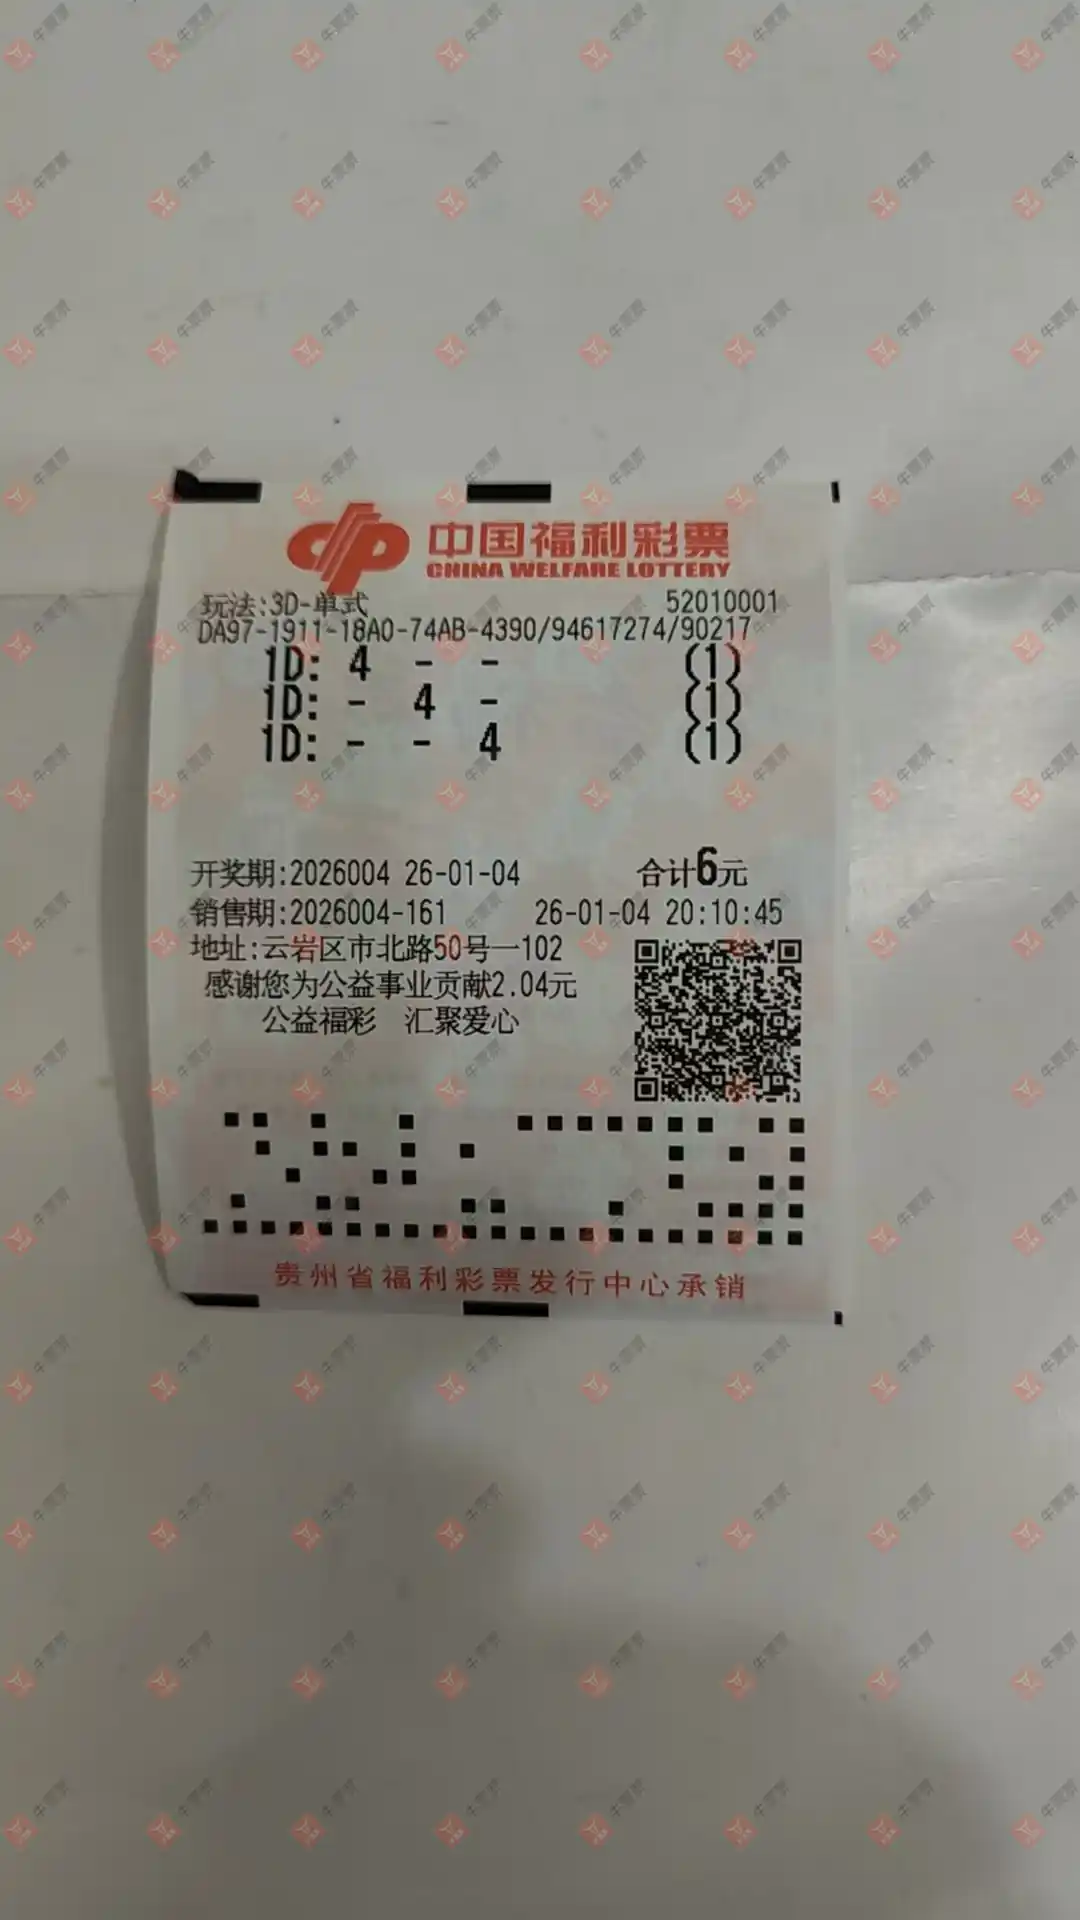 中国福利彩票
CHINA WELFARE LOTTERY
玩法:3D-单式 52010001
DA97-1911-18A0-74AB-4390/94617274/90217
1D: 4 - - (1)
1D: - 4 - (1)
1D: - - 4 (1)
开奖期:2026004 26-01-04 合计6元
销售期:2026004-161 26-01-04 20:10:45
地址:云岩区市北路50号一102
感谢您为公益事业贡献2.04元
公益福彩 汇聚爱心
贵州省福利彩票发行中心承销